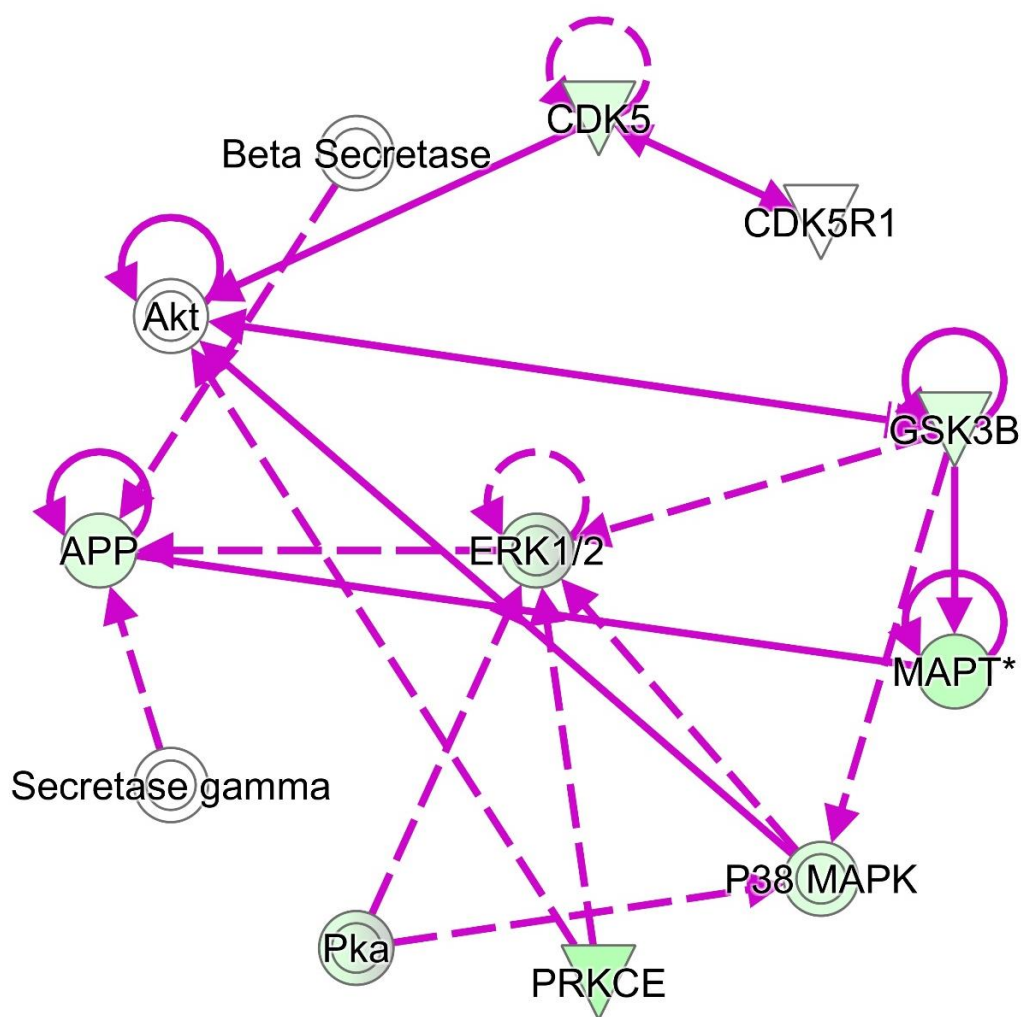 CDK5
Beta Secretase
CDK5R1
Akt
GSK3B
APP
ERK1/2
MAPT*
Secretase gamma
P38 MAPK
Pka
PRKCE